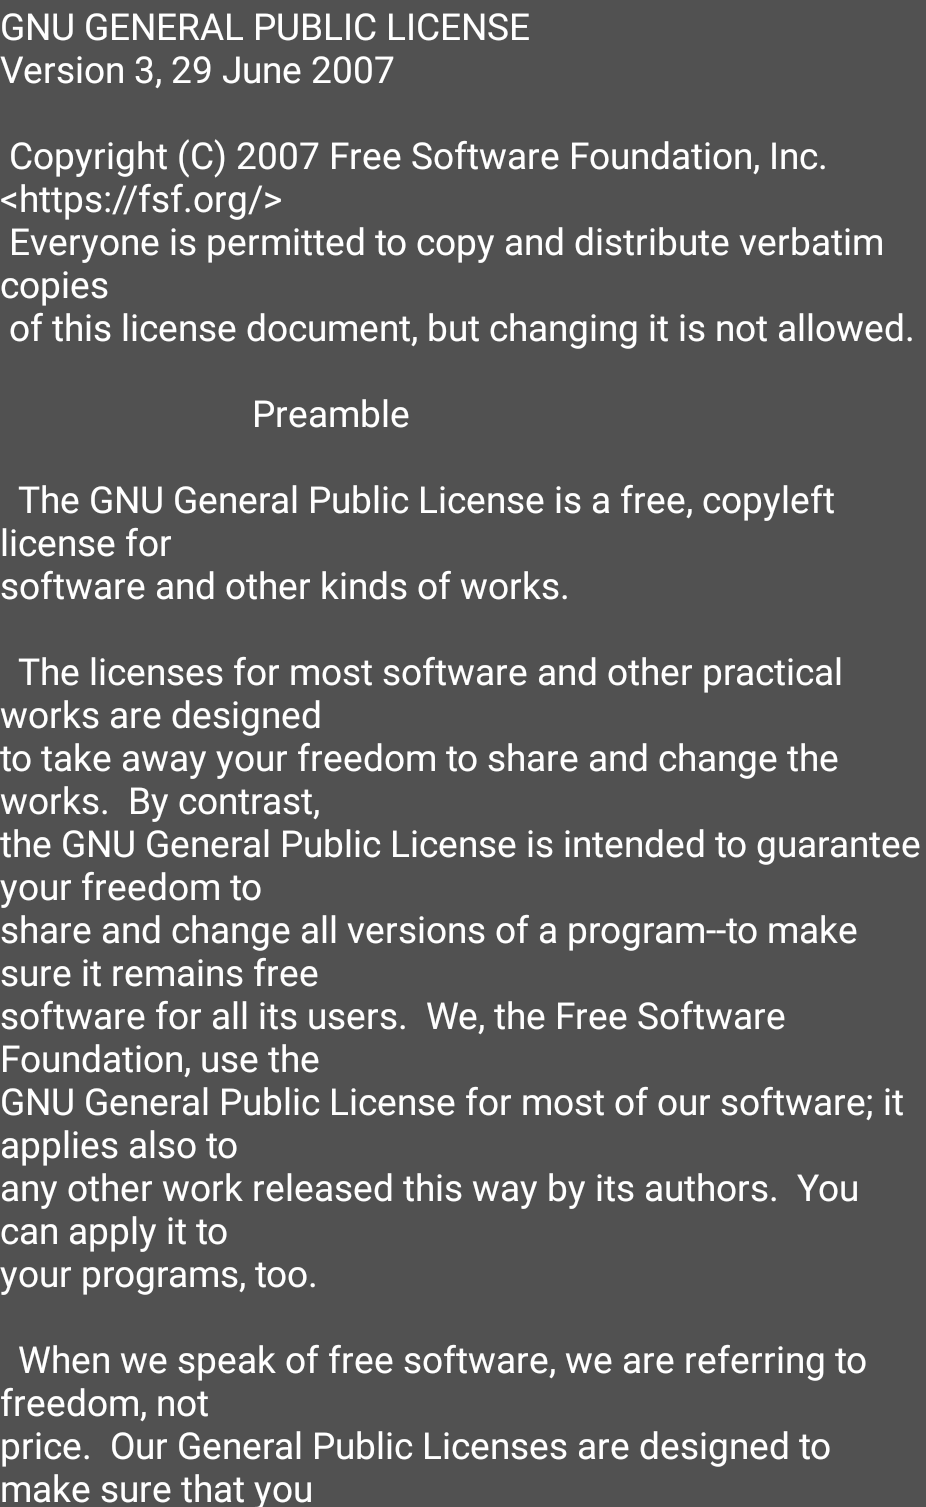 GNU GENERAL PUBLIC LICENSE
Version 3, 29 June 2007
Copyright (C) 2007 Free Software Foundation, Inc.
<https://fsf.org/>
Everyone is permitted to copy and distribute verbatim
copies
of this license document, but changing it is not allowed.
Preamble
The GNU General Public License is a free, copyleft
license for
software and other kinds of works.
The licenses for most software and other practical
works are designed
to take away your freedom to share and change the
works.  By contrast,
the GNU General Public License is intended to guarantee
your freedom to
share and change all versions of a program--to make
sure it remains free
software for all its users.  We, the Free Software
Foundation, use the
GNU General Public License for most of our software; it
applies also to
any other work released this way by its authors.  You
can apply it to
your programs, too.
When we speak of free software, we are referring to
freedom, not
price.  Our General Public Licenses are designed to
make sure that you